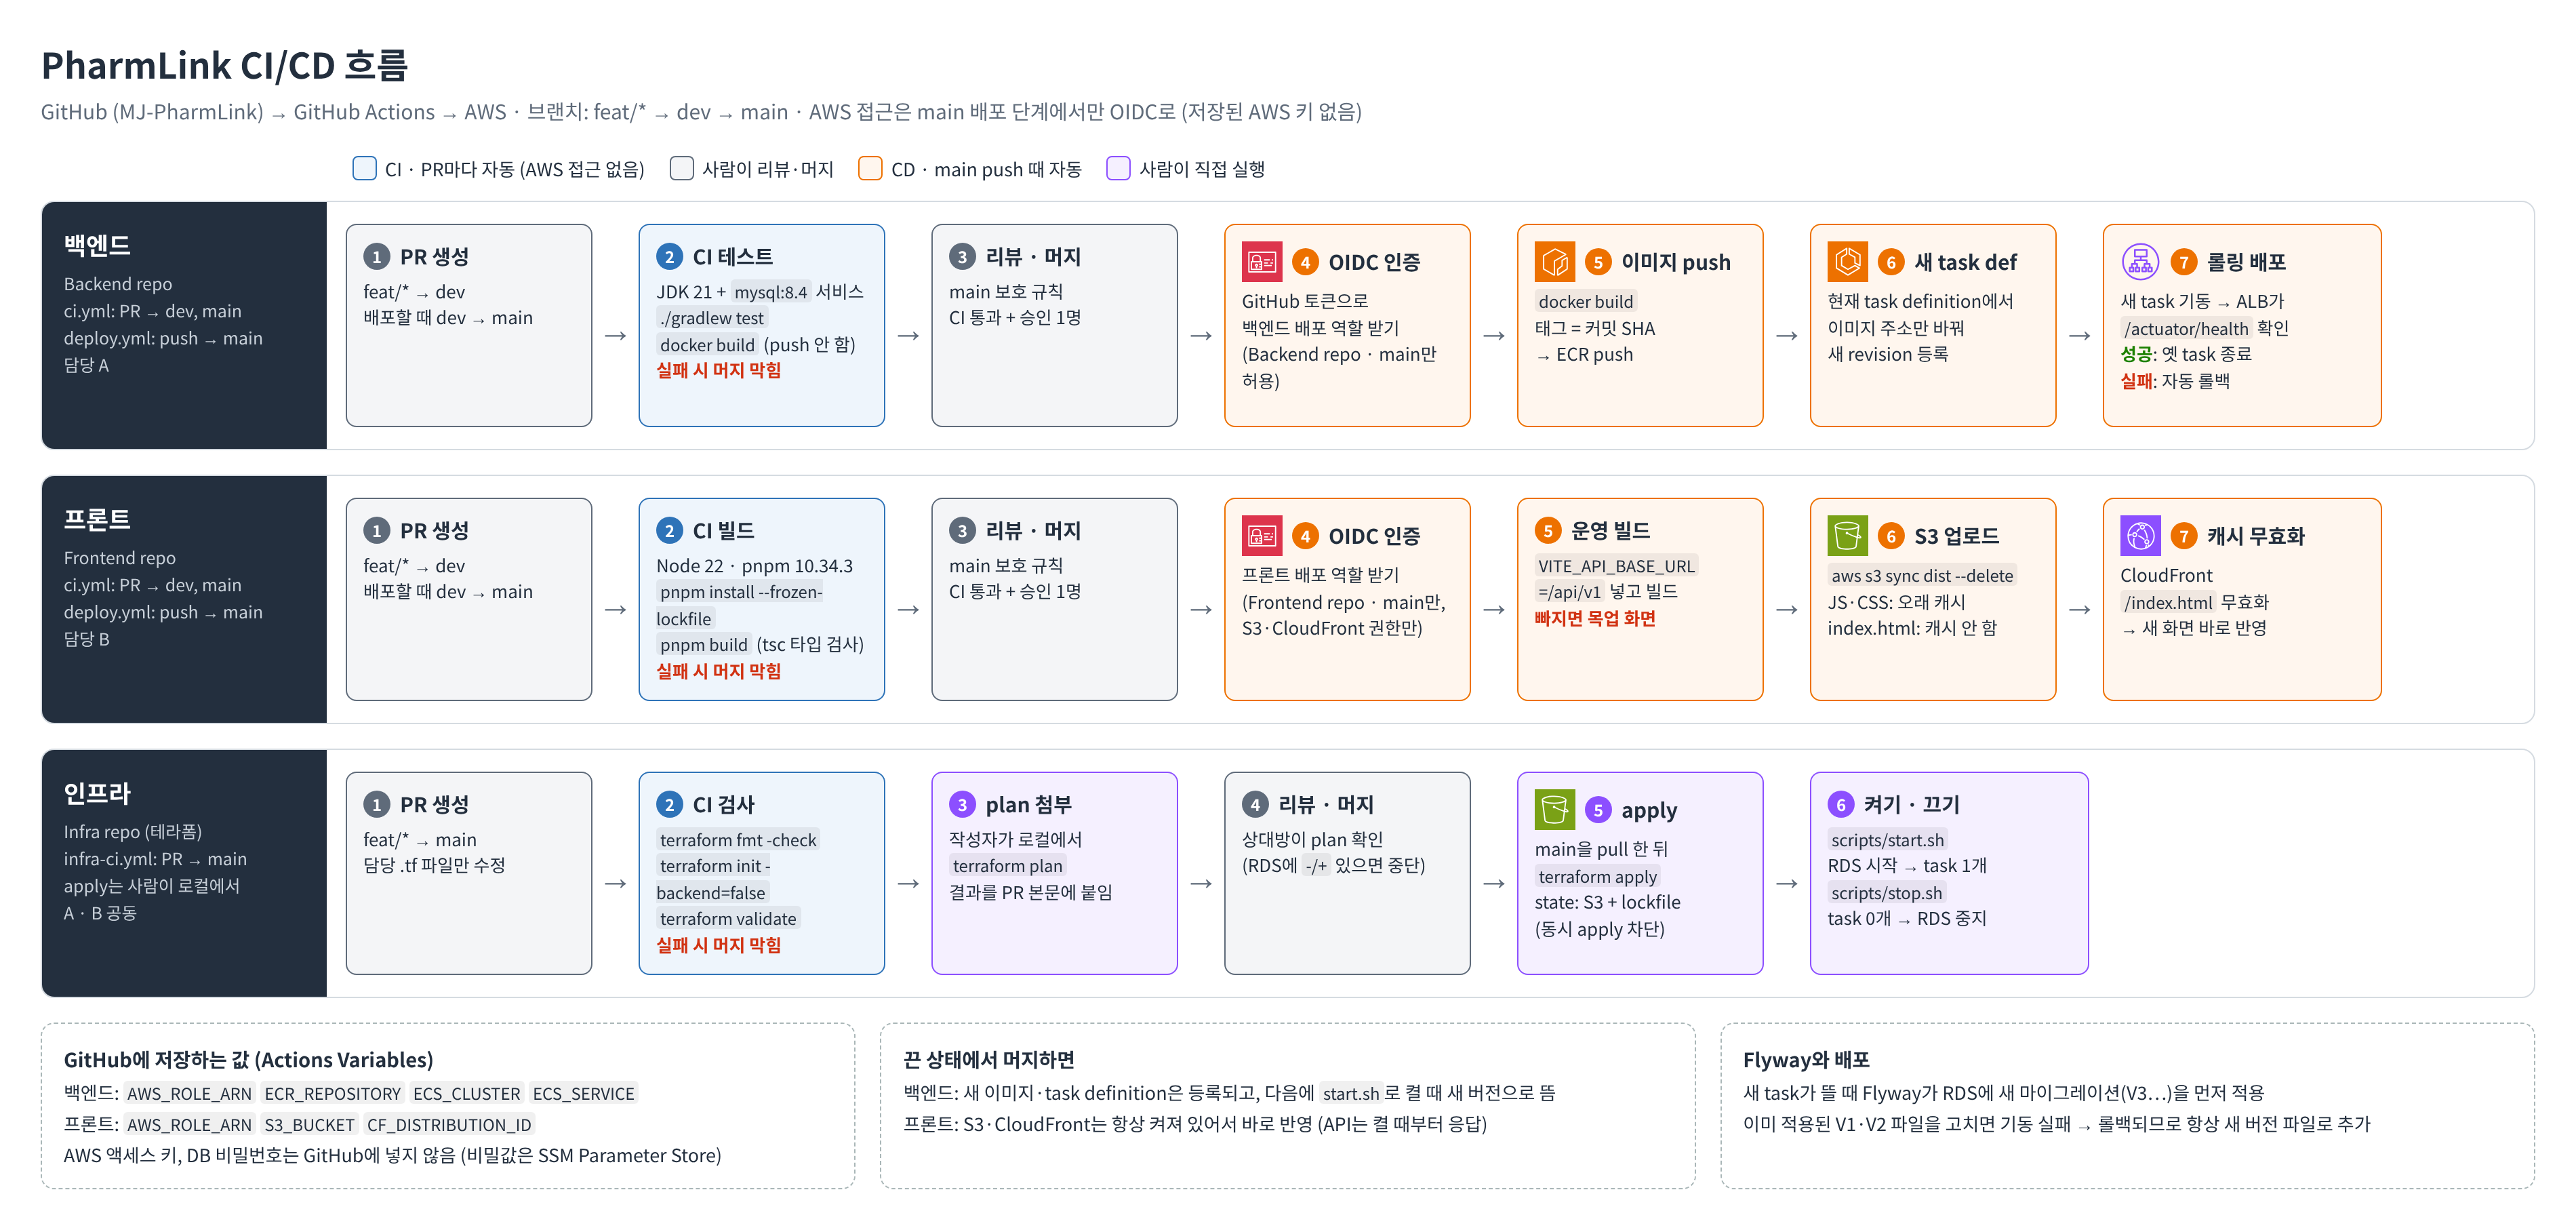 PharmLink CI/CD 흐름
GitHub (MJ-PharmLink) → GitHub Actions → AWS · 브랜치: feat/* → dev → main · AWS 접근은 main 배포 단계에서만 OIDC로 (저장된 AWS 키 없음)
CI · PR마다 자동 (AWS 접근 없음)
사람이 리뷰·머지
CD · main push 때 자동
사람이 직접 실행
백엔드
Backend repo
ci.yml: PR → dev, main
deploy.yml: push → main
담당 A
1 PR 생성
feat/* → dev
배포할 때 dev → main
→
2 CI 테스트
JDK 21 + mysql:8.4 서비스
./gradlew test
docker build (push 안 함)
실패 시 머지 막힘
→
3 리뷰 · 머지
main 보호 규칙
CI 통과 + 승인 1명
→
4 OIDC 인증
GitHub 토큰으로
백엔드 배포 역할 받기
(Backend repo · main만
허용)
→
5 이미지 push
docker build
태그 = 커밋 SHA
→ ECR push
→
6 새 task def
현재 task definition에서
이미지 주소만 바꿔
새 revision 등록
→
7 롤링 배포
새 task 기동 → ALB가
/actuator/health 확인
성공: 옛 task 종료
실패: 자동 롤백
프론트
Frontend repo
ci.yml: PR → dev, main
deploy.yml: push → main
담당 B
1 PR 생성
feat/* → dev
배포할 때 dev → main
→
2 CI 빌드
Node 22 · pnpm 10.34.3
pnpm install --frozen-
lockfile
pnpm build (tsc 타입 검사)
실패 시 머지 막힘
→
3 리뷰 · 머지
main 보호 규칙
CI 통과 + 승인 1명
→
4 OIDC 인증
프론트 배포 역할 받기
(Frontend repo · main만,
S3·CloudFront 권한만)
→
5 운영 빌드
VITE_API_BASE_URL
=/api/v1 넣고 빌드
빠지면 목업 화면
→
6 S3 업로드
aws s3 sync dist --delete
JS·CSS: 오래 캐시
index.html: 캐시 안 함
→
7 캐시 무효화
CloudFront
/index.html 무효화
→ 새 화면 바로 반영
인프라
Infra repo (테라폼)
infra-ci.yml: PR → main
apply는 사람이 로컬에서
A · B 공동
1 PR 생성
feat/* → main
담당 .tf 파일만 수정
→
2 CI 검사
terraform fmt -check
terraform init -
backend=false
terraform validate
실패 시 머지 막힘
→
3 plan 첨부
작성자가 로컬에서
terraform plan
결과를 PR 본문에 붙임
→
4 리뷰 · 머지
상대방이 plan 확인
(RDS에 -/+ 있으면 중단)
→
5 apply
main을 pull 한 뒤
terraform apply
state: S3 + lockfile
(동시 apply 차단)
→
6 켜기 · 끄기
scripts/start.sh
RDS 시작 → task 1개
scripts/stop.sh
task 0개 → RDS 중지
GitHub에 저장하는 값 (Actions Variables)
백엔드: AWS_ROLE_ARN ECR_REPOSITORY ECS_CLUSTER ECS_SERVICE
프론트: AWS_ROLE_ARN S3_BUCKET CF_DISTRIBUTION_ID
AWS 액세스 키, DB 비밀번호는 GitHub에 넣지 않음 (비밀값은 SSM Parameter Store)
끈 상태에서 머지하면
백엔드: 새 이미지·task definition은 등록되고, 다음에 start.sh로 켤 때 새 버전으로 뜸
프론트: S3·CloudFront는 항상 켜져 있어서 바로 반영 (API는 켤 때부터 응답)
Flyway와 배포
새 task가 뜰 때 Flyway가 RDS에 새 마이그레이션(V3…)을 먼저 적용
이미 적용된 V1·V2 파일을 고치면 기동 실패 → 롤백되므로 항상 새 버전 파일로 추가